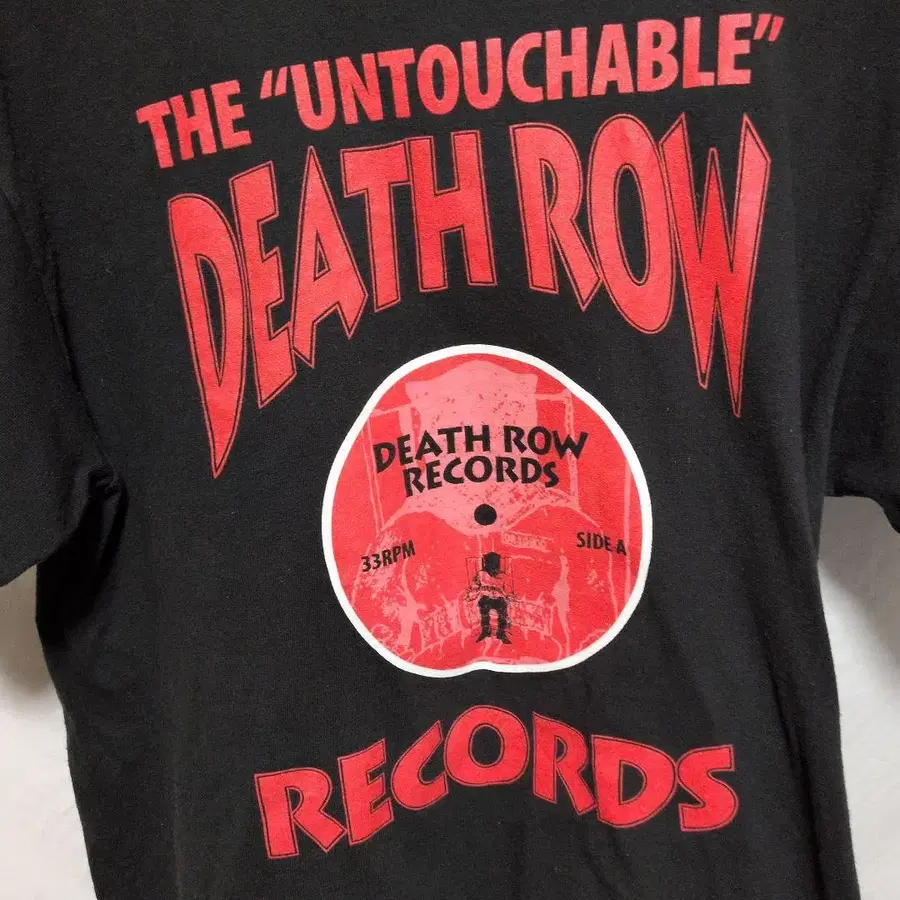 THE "UNTOUCHABLE"
DEATH ROW
DEATH ROW
RECORDS
33RPM
SIDE A
RECORDS